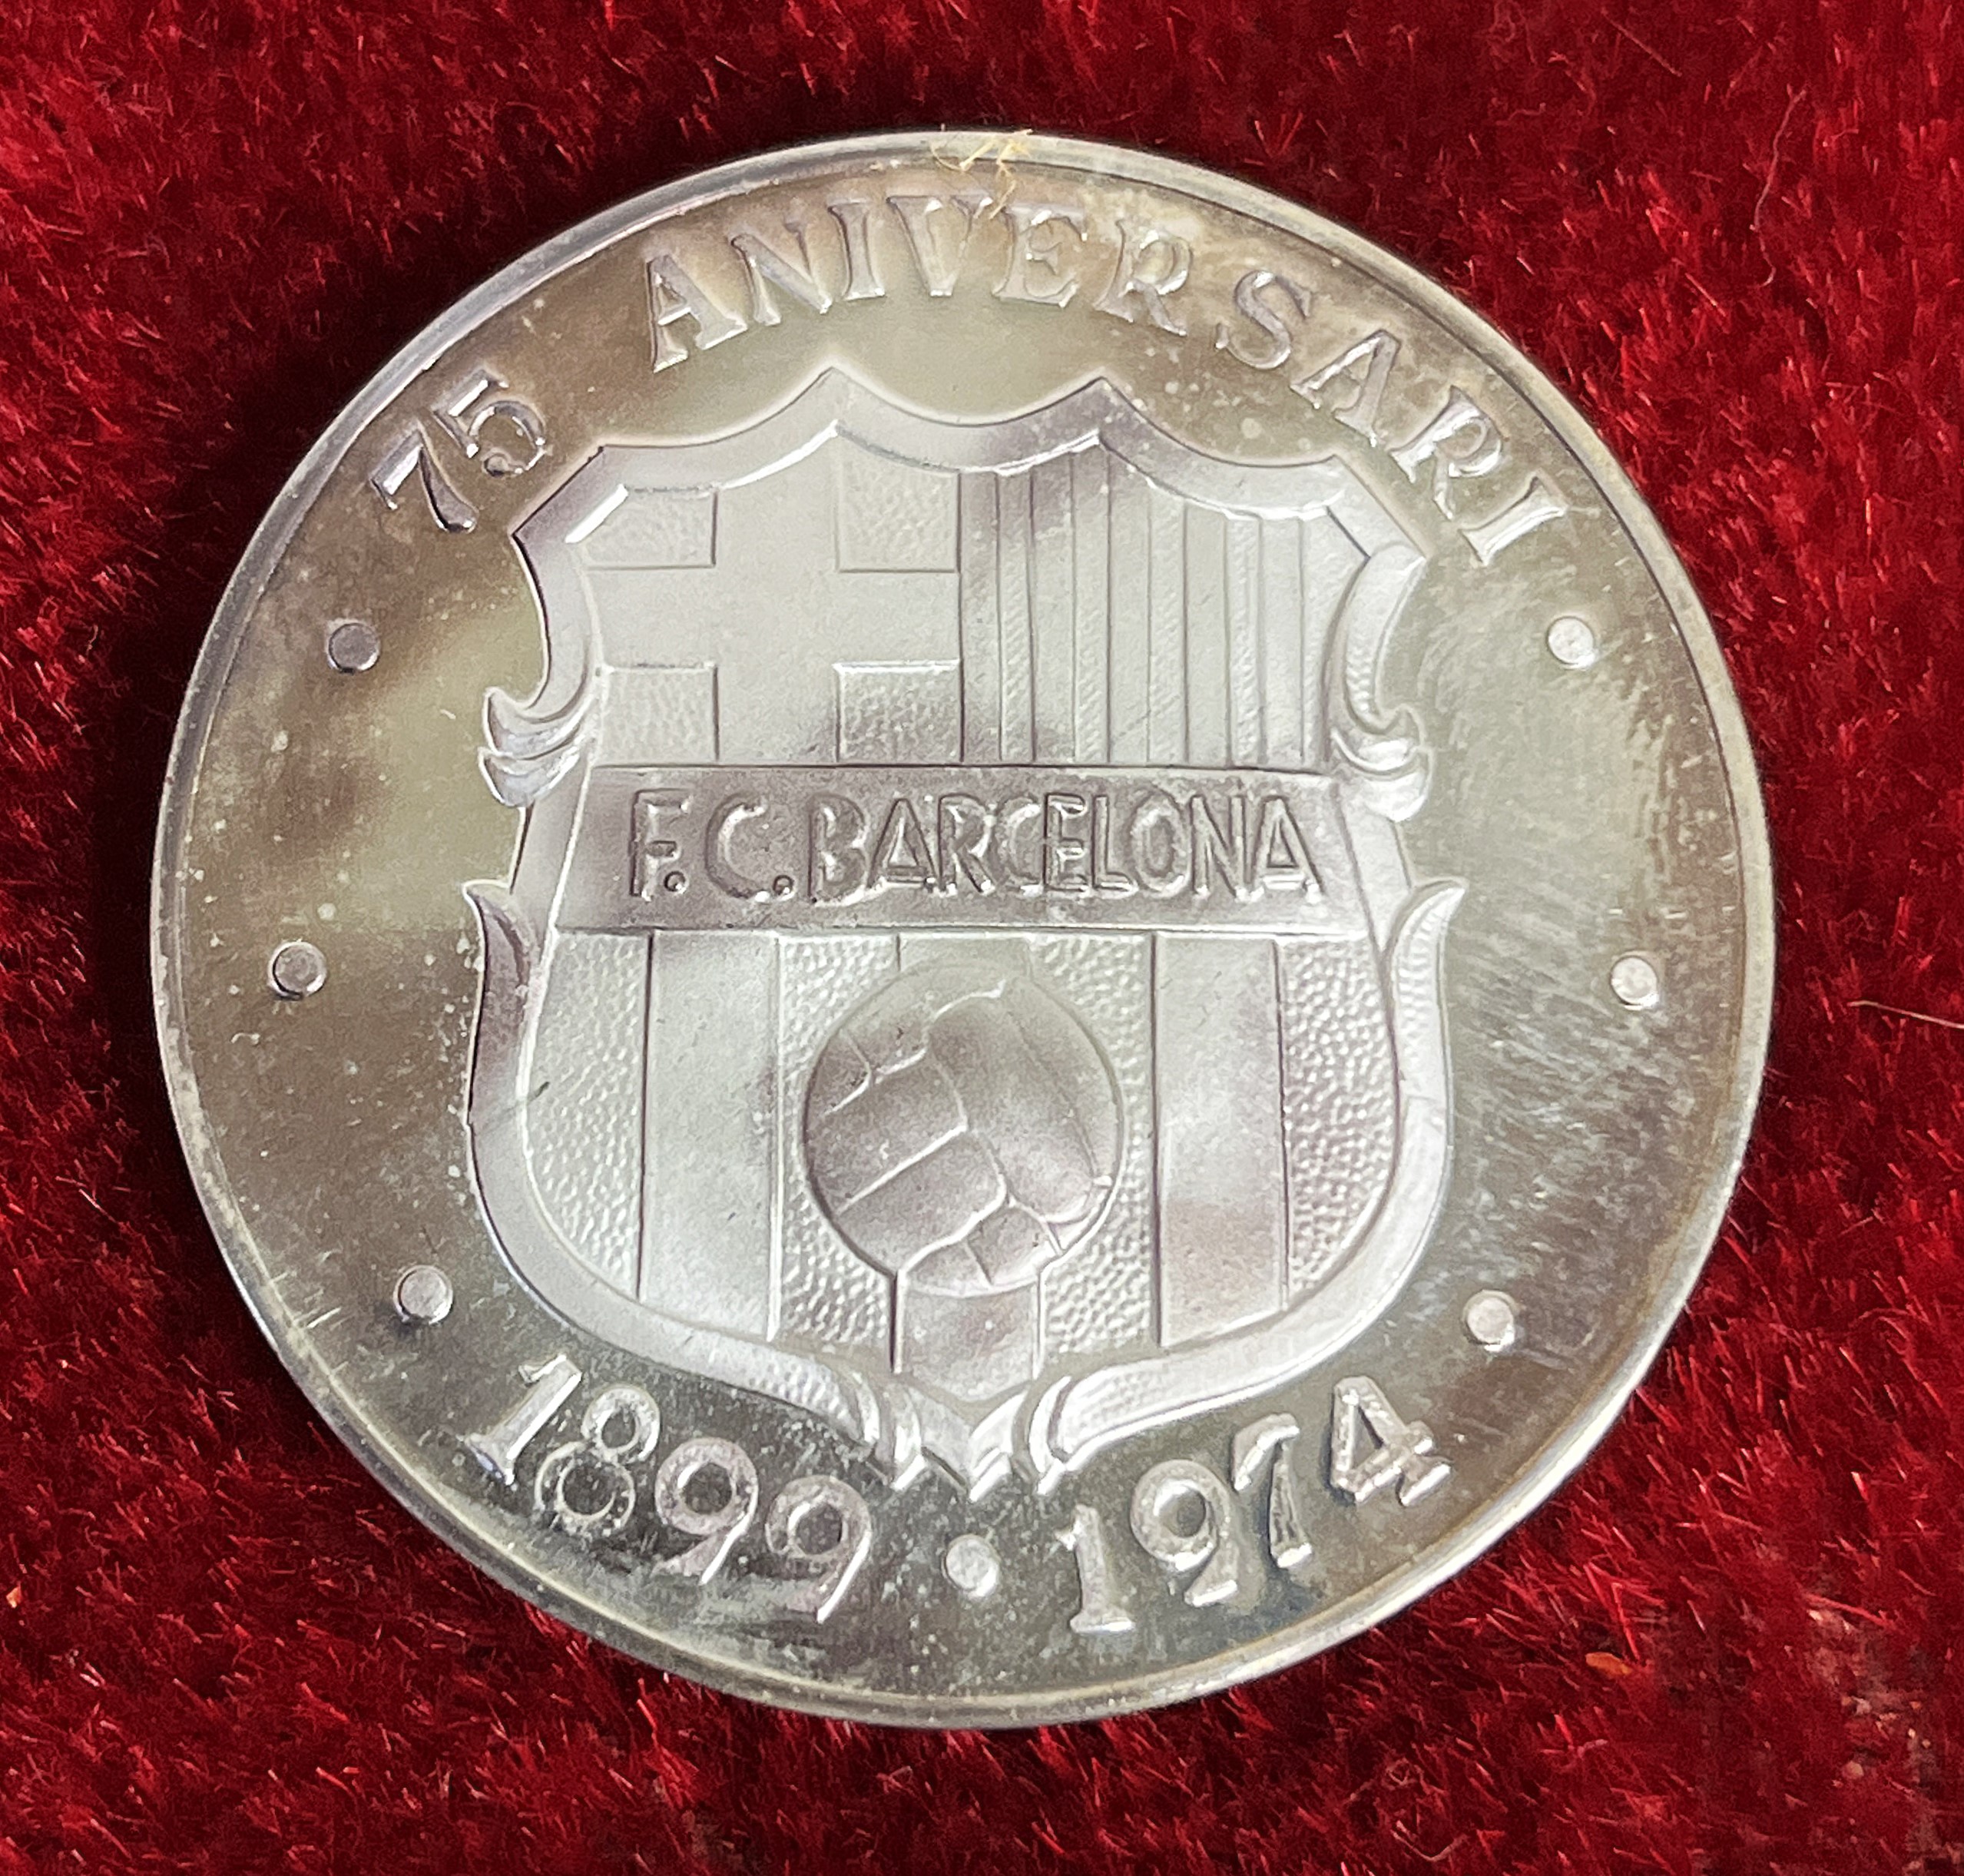 75 ANIVERSARI
F.C.BARCELONA
1899 • 1974